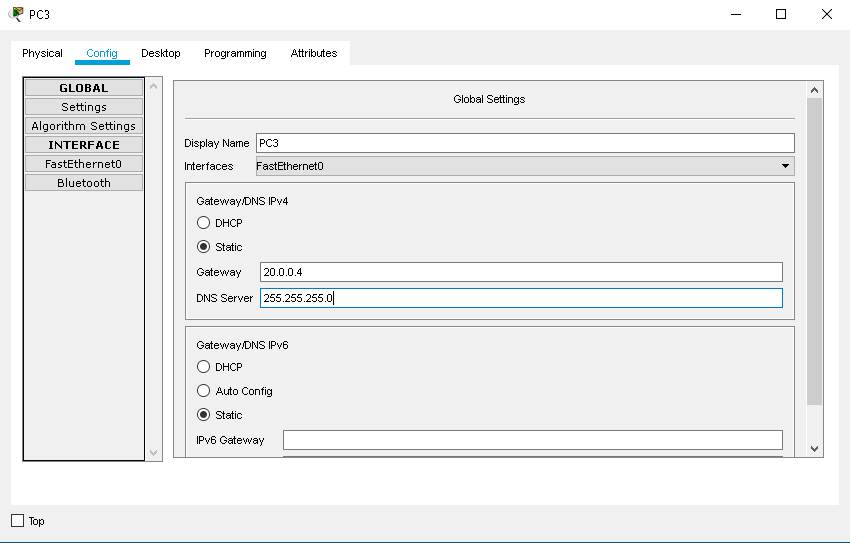 PC3
Physical Config Desktop Programming Attributes
GLOBAL
Settings
Algorithm Settings
INTERFACE
FastEthernet0
Bluetooth
Global Settings
Display Name PC3
Interfaces FastEthernet0
Gateway/DNS IPv4
DHCP
Static
Gateway 20.0.0.4
DNS Server 255.255.255.0
Gateway/DNS IPv6
DHCP
Auto Config
Static
IPv6 Gateway
Top